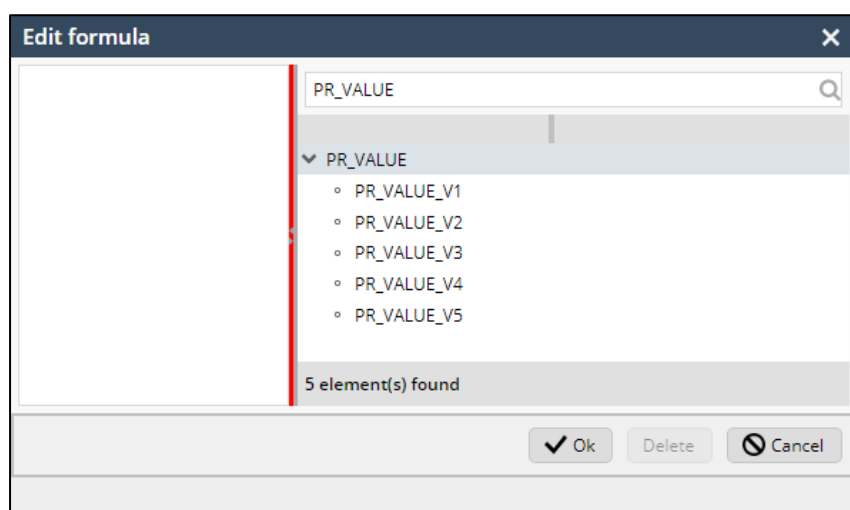 Edit formula
PR_VALUE
PR_VALUE
PR_VALUE_V1
PR_VALUE_V2
PR_VALUE_V3
PR_VALUE_V4
PR_VALUE_V5
5 element(s) found
Ok Delete Cancel